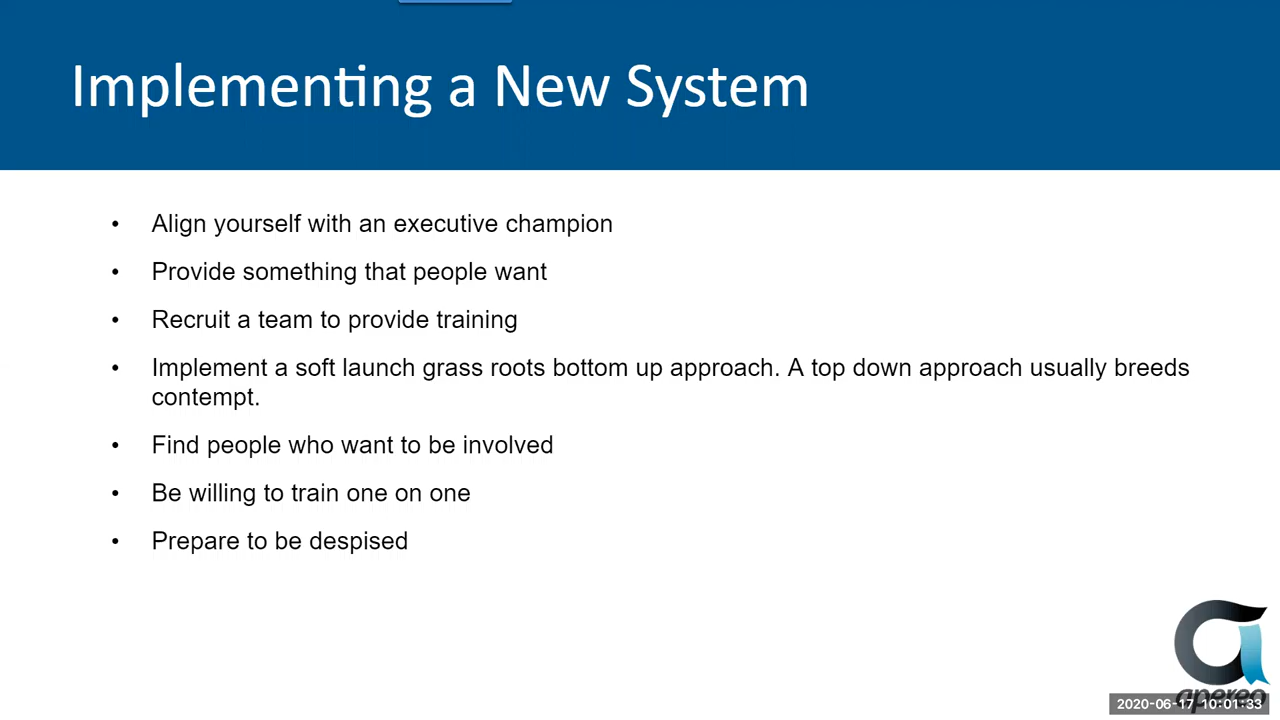 Implementing a New System
• Align yourself with an executive champion
• Provide something that people want
• Recruit a team to provide training
• Implement a soft launch grass roots bottom up approach. A top down approach usually breeds
contempt.
• Find people who want to be involved
• Be willing to train one on one
• Prepare to be despised
apereo
2020-06-17 10:01:33